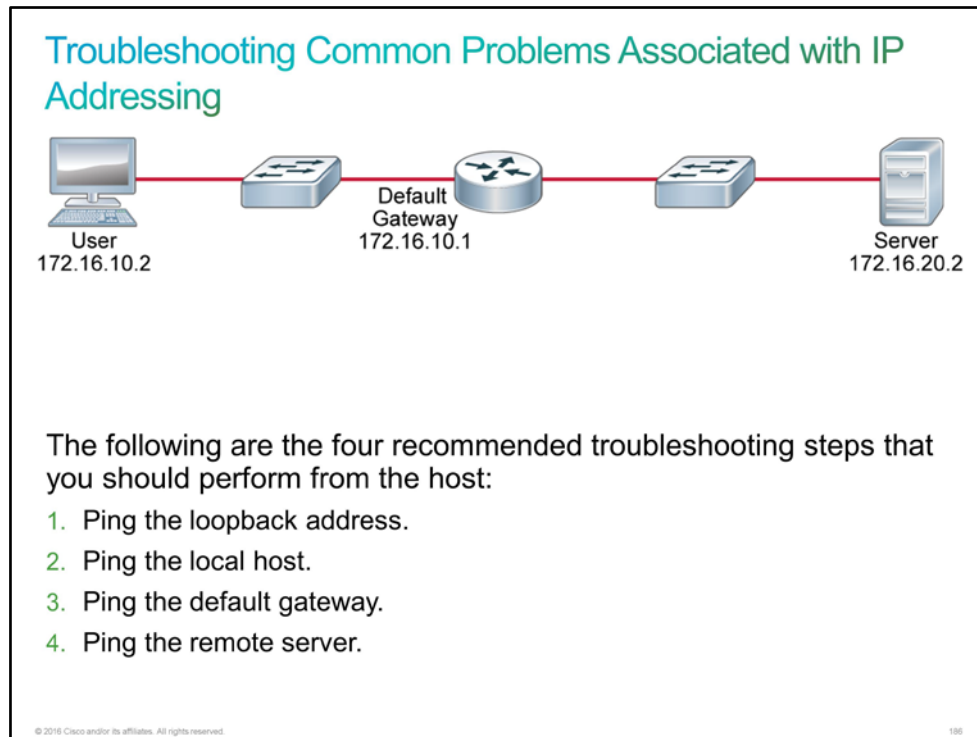 Troubleshooting Common Problems Associated with IP
Addressing
User
172.16.10.2
Default
Gateway
172.16.10.1
Server
172.16.20.2
The following are the four recommended troubleshooting steps that
you should perform from the host:
1. Ping the loopback address.
2. Ping the local host.
3. Ping the default gateway.
4. Ping the remote server.
© 2016 Cisco and/or its affiliates. All rights reserved.
186